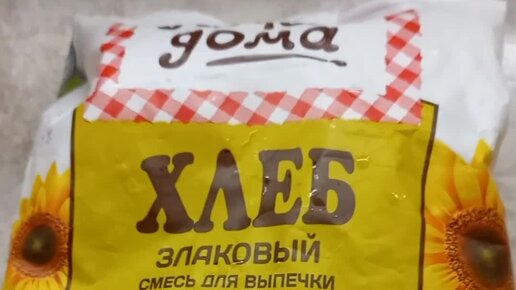 дома
ХЛЕБ
ЗЛАКОВЫЙ
СМЕСЬ ДЛЯ ВЫПЕЧКИ